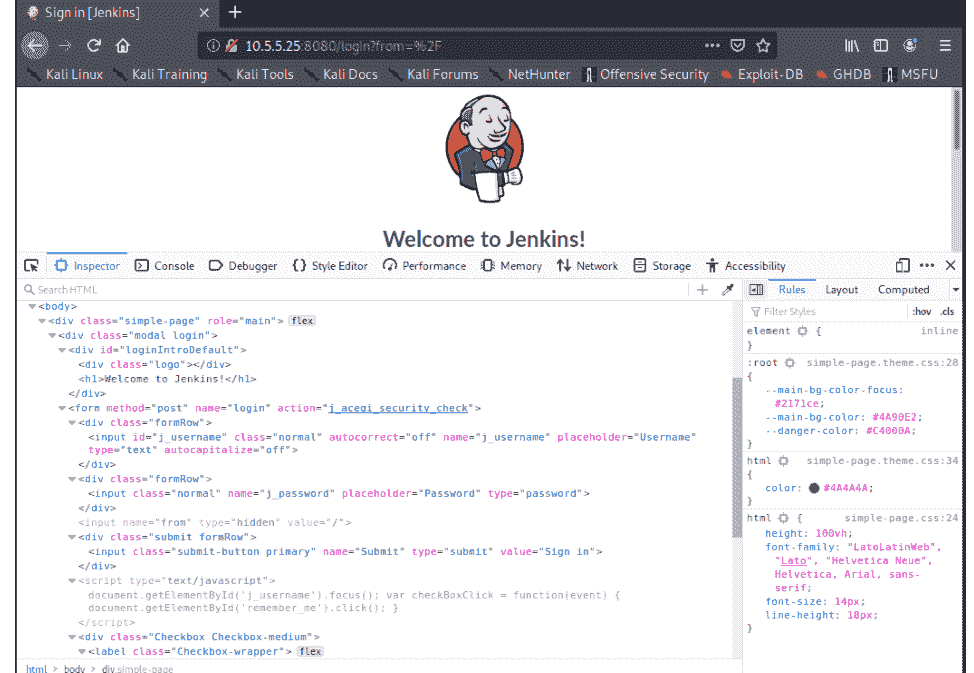 Sign in [Jenkins]
10.5.5.25:8080/login?from=%2F
Kali Linux Kali Training Kali Tools Kali Docs Kali Forums NetHunter Offensive Security Exploit-DB GHDB MSFU
Welcome to Jenkins!
Inspector Console Debugger Style Editor Performance Memory Network Storage Accessibility
Search HTML
Rules Layout Computed
Filter Styles :hov .cls
<body>
<div class="simple-page" role="main"> flex
<div class="modal login">
<div id="loginIntroDefault">
<div class="logo"></div>
<h1>Welcome to Jenkins!</h1>
</div>
<form method="post" name="login" action="j_acegi_security_check">
<div class="formRow">
<input id="j_username" class="normal" autocorrect="off" name="j_username" placeholder="Username"
type="text" autocapitalize="off">
</div>
<div class="formRow">
<input class="normal" name="j_password" placeholder="Password" type="password">
</div>
<input name="from" type="hidden" value="/">
<div class="submit formRow">
<input class="submit-button primary" name="Submit" type="submit" value="Sign in">
</div>
<script type="text/javascript">
document.getElementById('j_username').focus(); var checkBoxClick = function(event) {
document.getElementById('remember_me').click(); }
</script>
<div class="Checkbox Checkbox-medium">
<label class="Checkbox-wrapper"> flex
html > body > div.simple-page
element { inline
}
:root simple-page.theme.css:28
{
--main-bg-color-focus:
#2171ce;
--main-bg-color: #4A90E2;
--danger-color: #C4000A;
}
html simple-page.theme.css:34
{
color: #4A4A4A;
}
html { simple-page.css:24
height: 100vh;
font-family: "LatoLatinWeb",
"Lato", "Helvetica Neue",
Helvetica, Arial, sans-
serif;
font-size: 14px;
line-height: 18px;
}